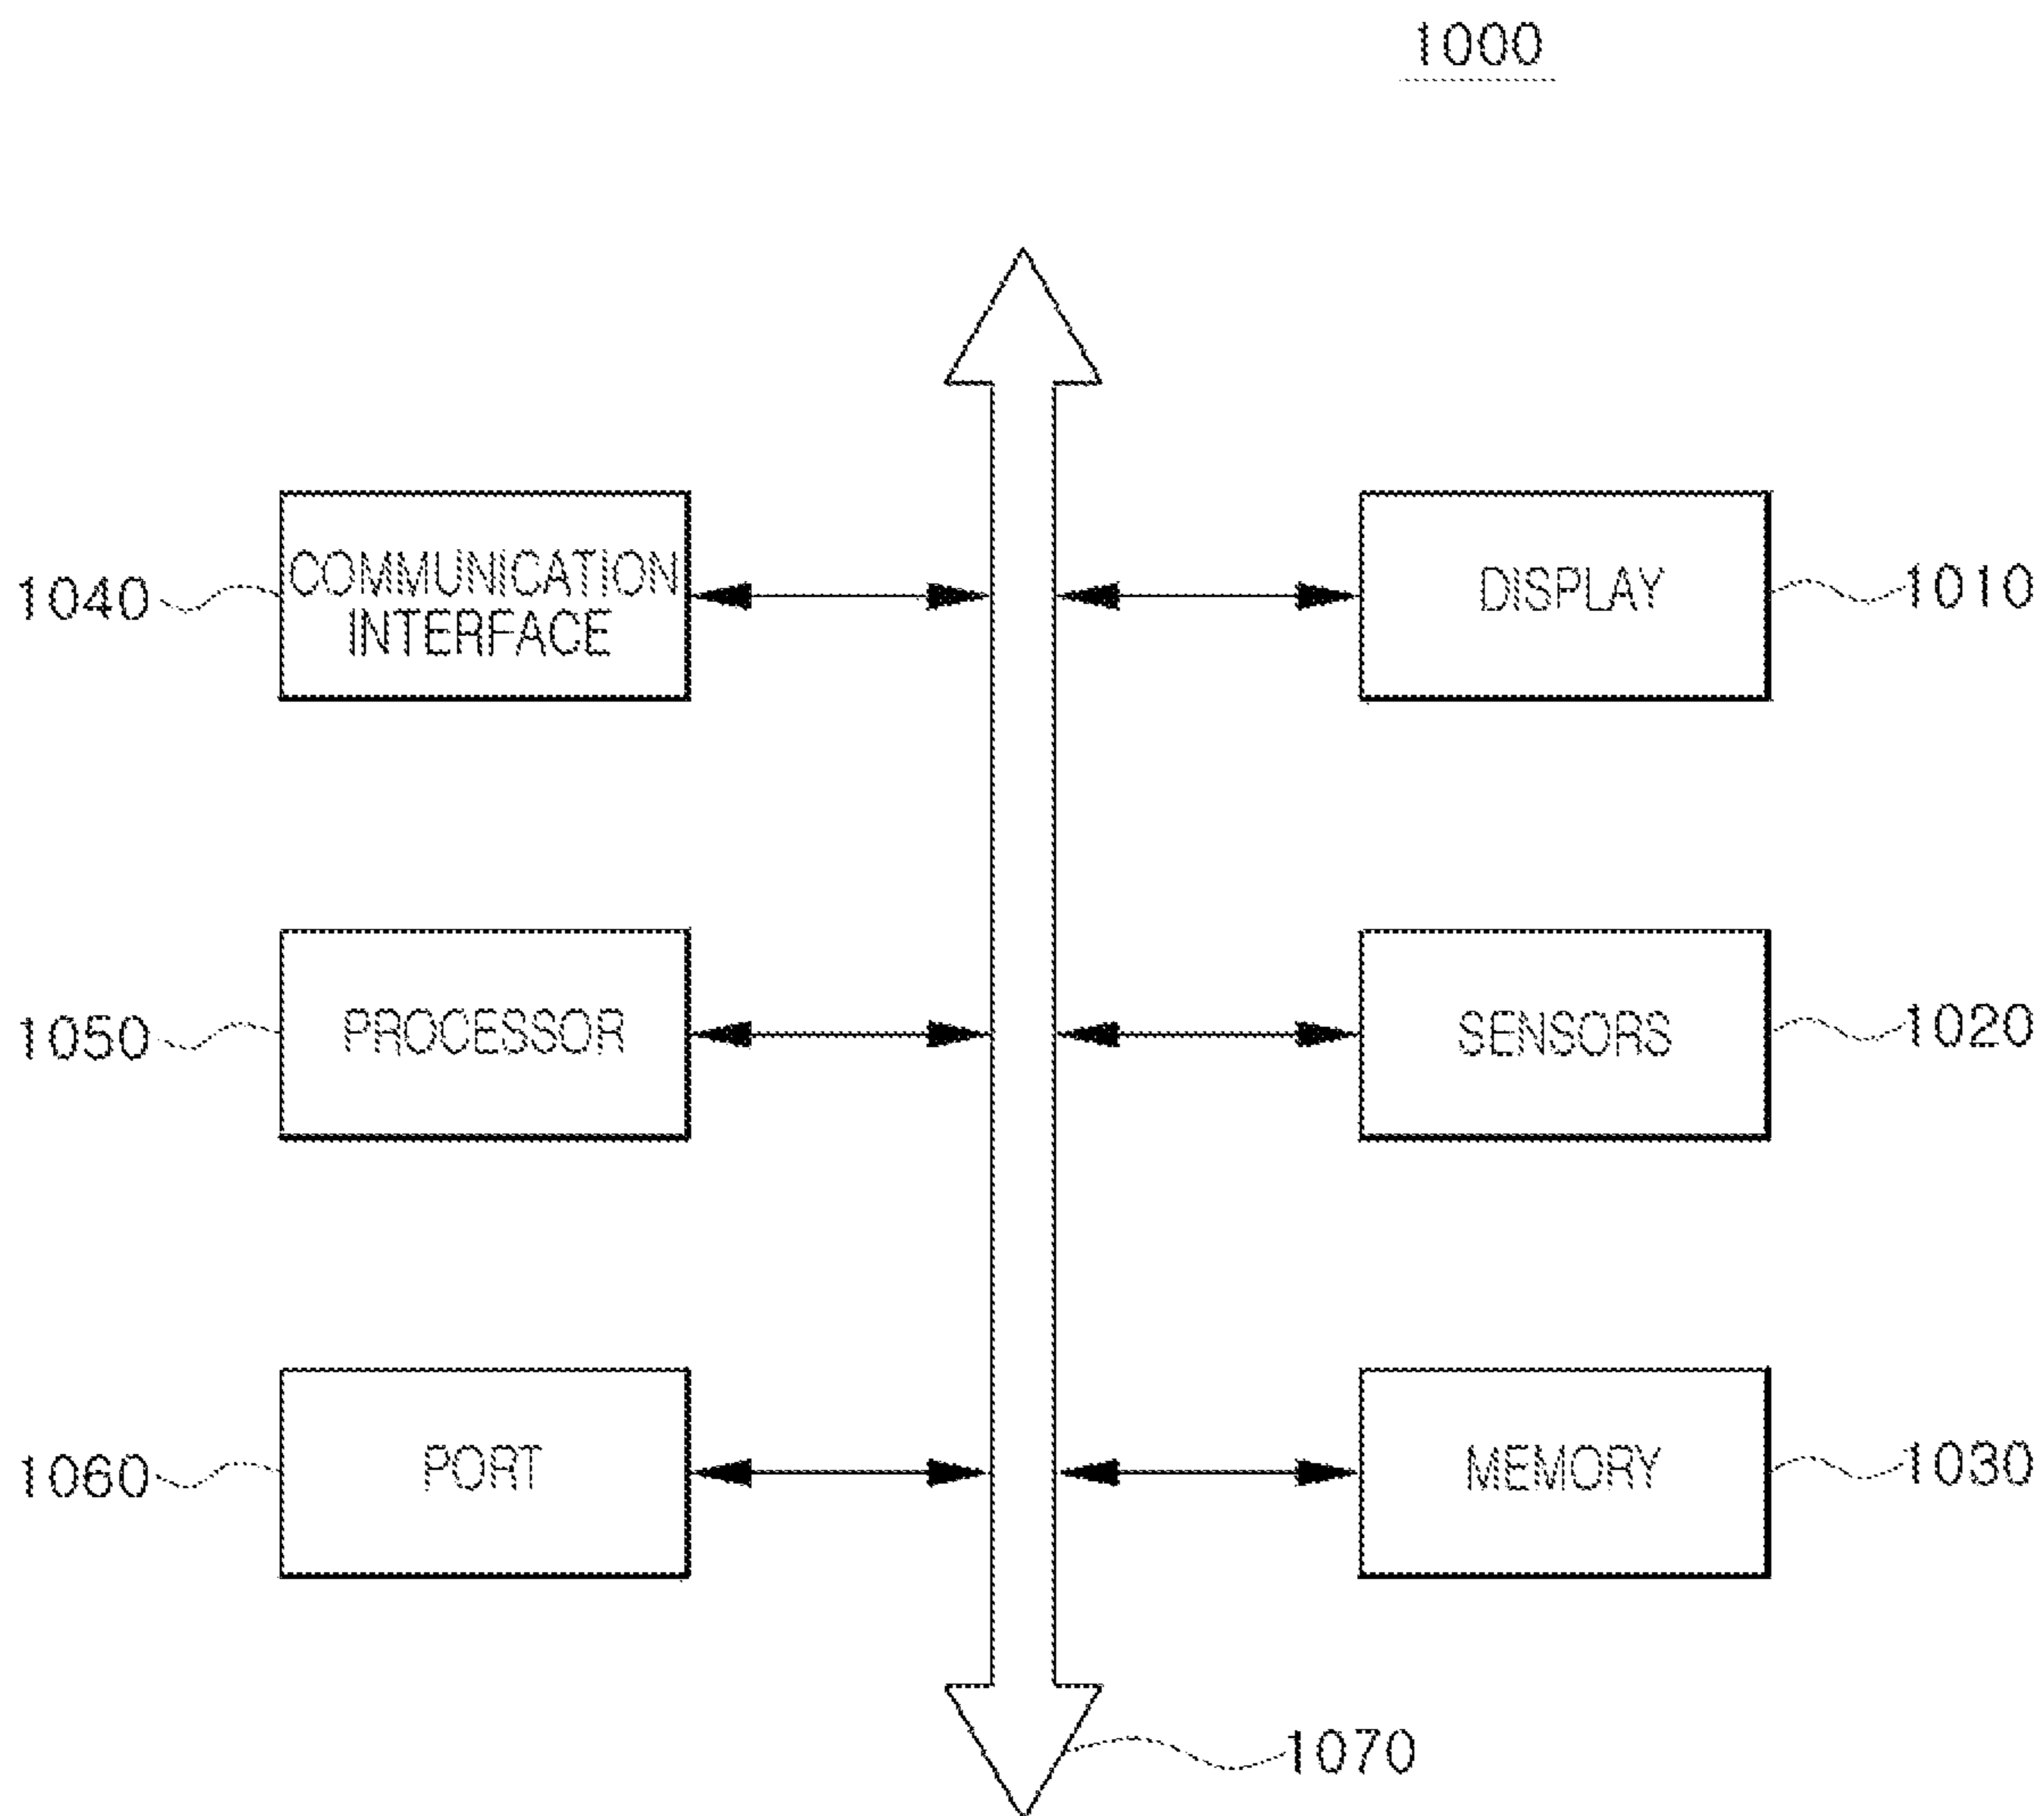 1000
COMMUNICATION
INTERFACE
1040
DISPLAY
1010
PROCESSOR
1050
SENSORS
1020
PORT
1060
MEMORY
1030
1070